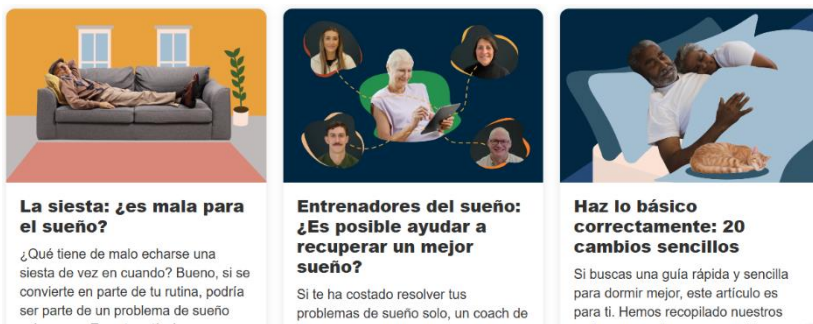 La siesta: ¿es mala para
el sueño?
¿Qué tiene de malo echarse una
siesta de vez en cuando? Bueno, si se
convierte en parte de tu rutina, podría
ser parte de un problema de sueño
Entrenadores del sueño:
¿Es posible ayudar a
recuperar un mejor
sueño?
Si te ha costado resolver tus
problemas de sueño solo, un coach de
Haz lo básico
correctamente: 20
cambios sencillos
Si buscas una guía rápida y sencilla
para dormir mejor, este artículo es
para ti. Hemos recopilado nuestros